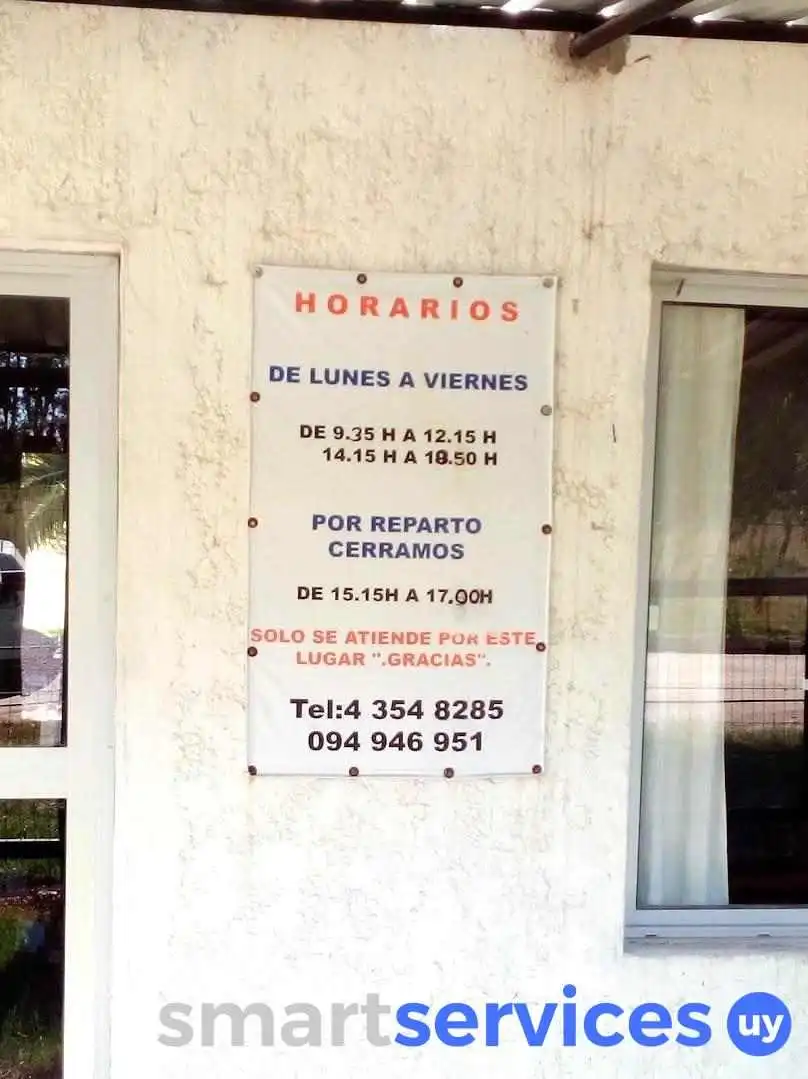 HORARIOS
DE LUNES A VIERNES
DE 9.35 H A 12.15 H
14.15 H A 18.50 H
POR REPARTO
CERRAMOS
DE 15.15H A 17.00H
SOLO SE ATIENDE POR ESTE
LUGAR ".GRACIAS".
Tel:4 354 8285
094 946 951
smartservices uy